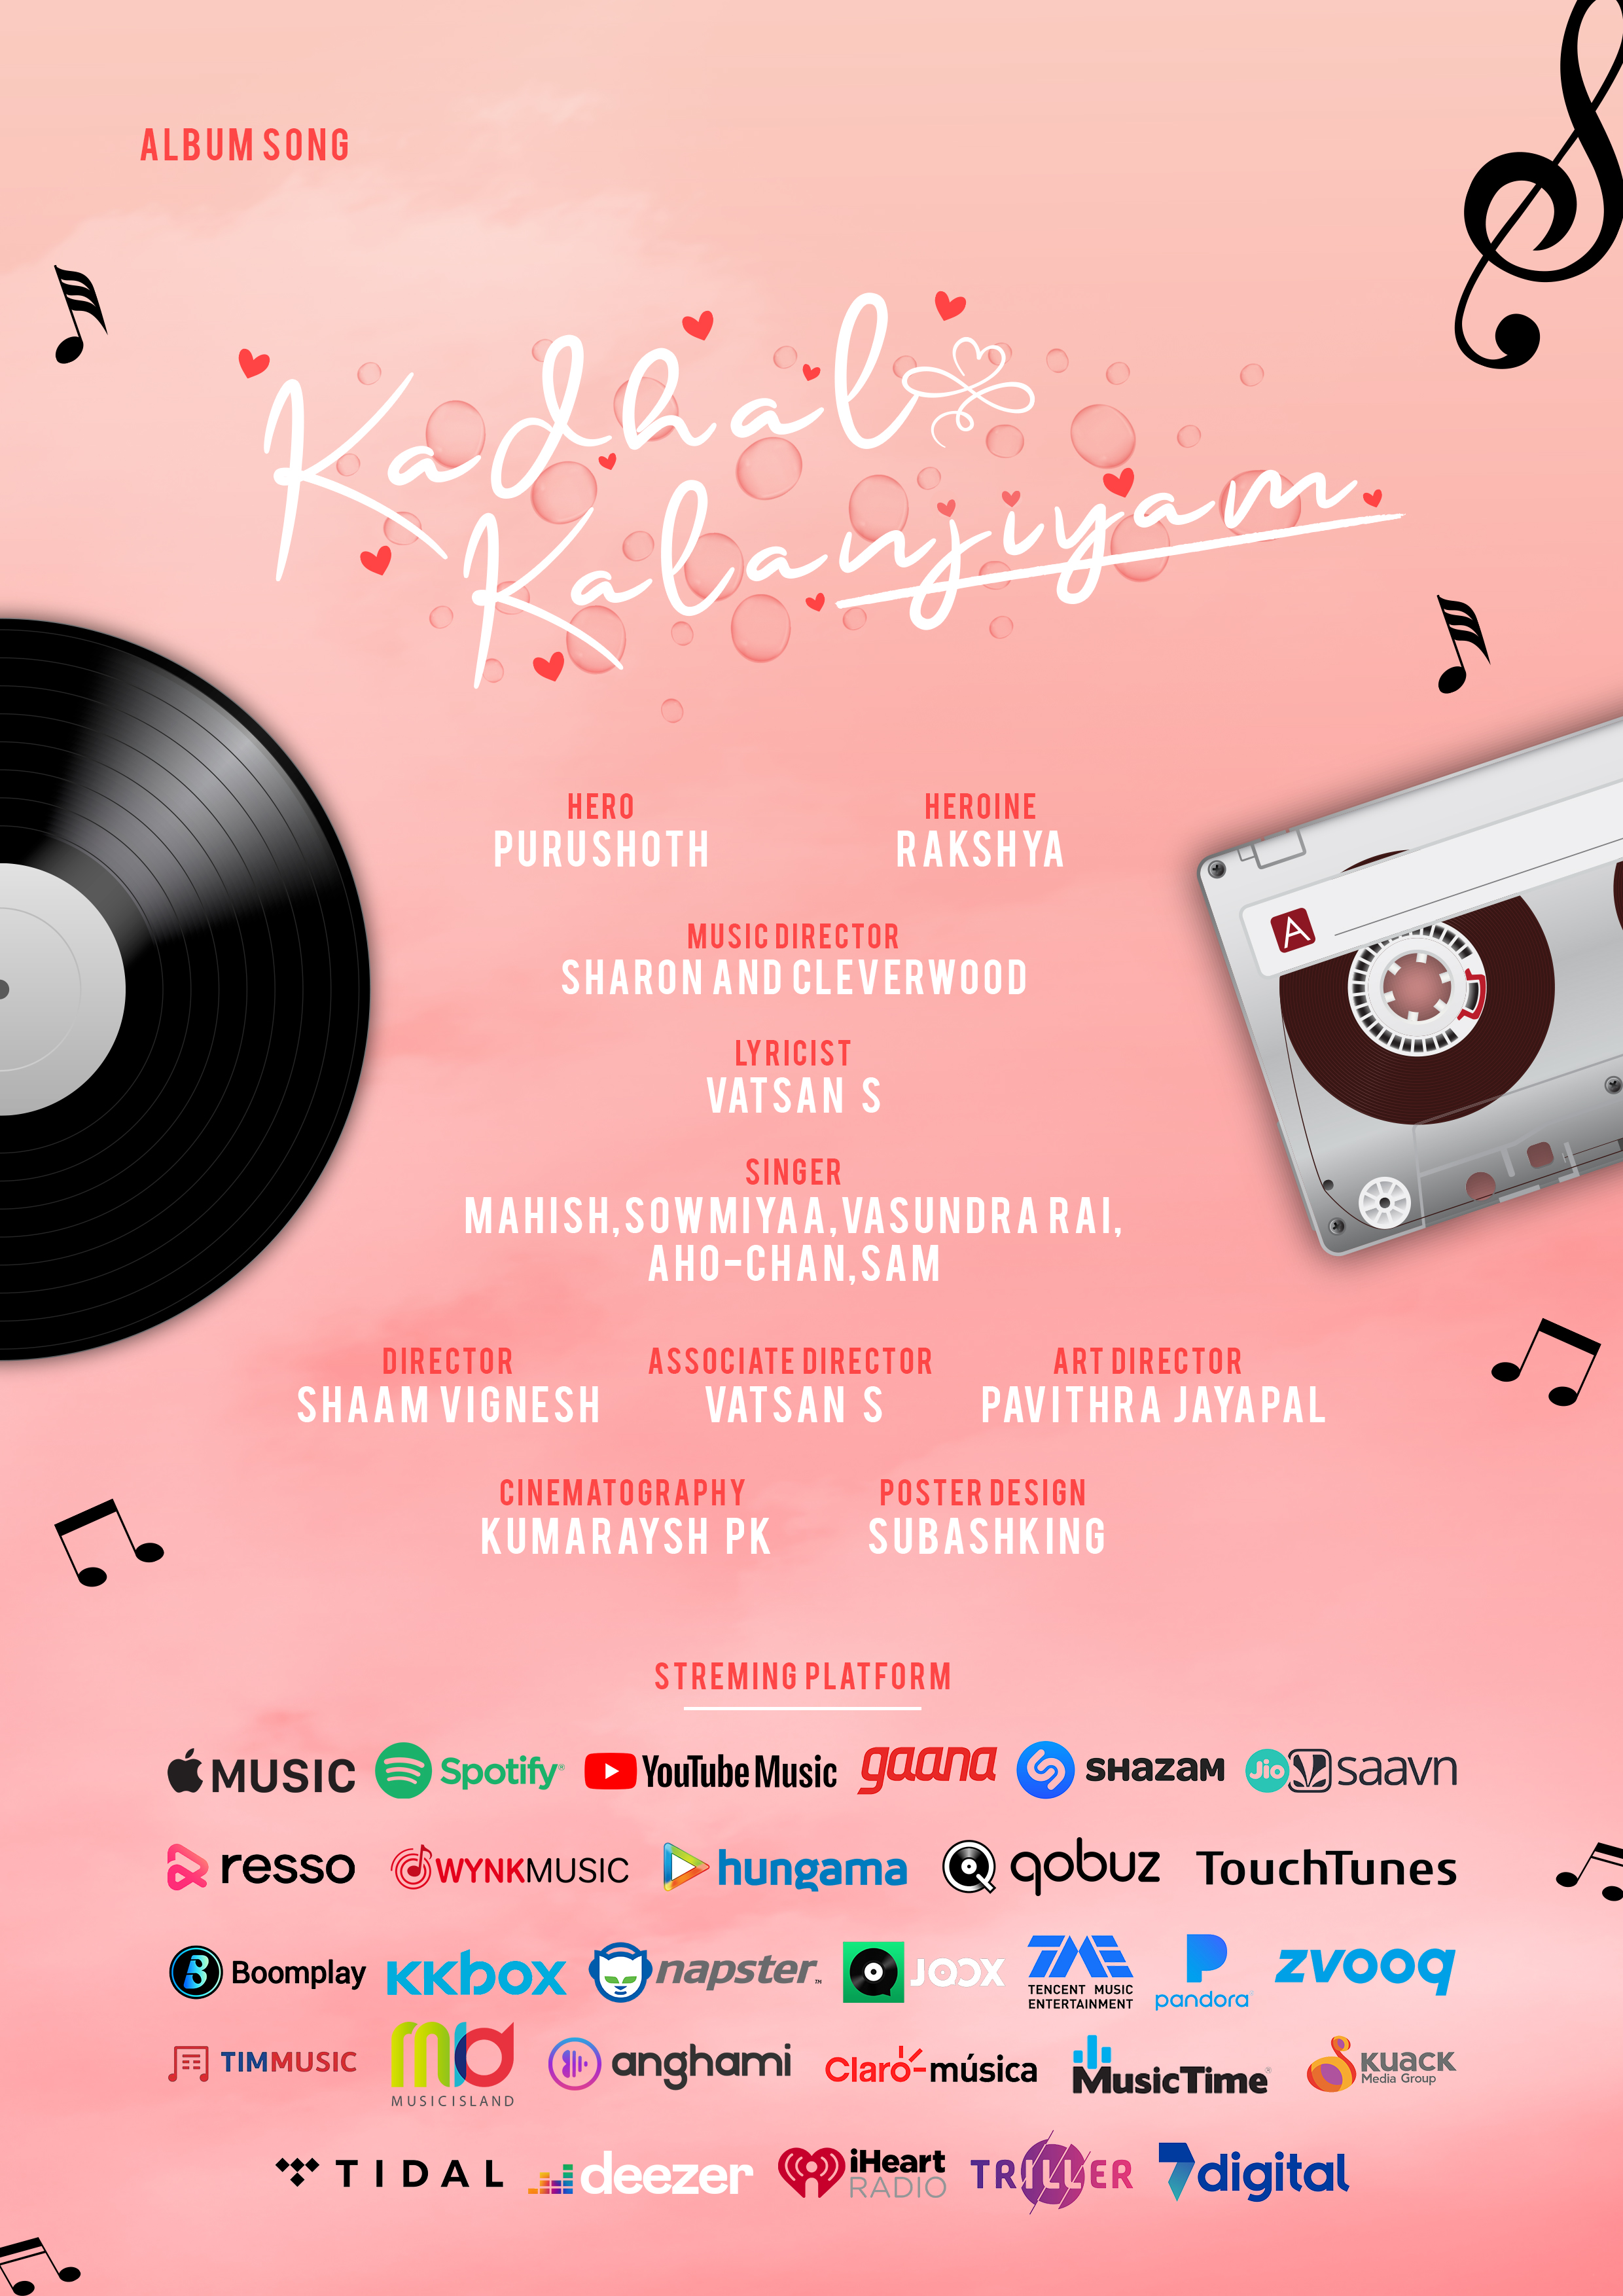 ALBUM SONG
Kadhal
Kalanjiyam
HERO HEROINE
PURUSHOTH RAKSHYA
MUSIC DIRECTOR
SHARON AND CLEVERWOOD
A
LYRICIST
VATSAN S
SINGER
MAHISH,SOWMIYAA,VASUNDRA RAI,
AHO-CHAN,SAM
DIRECTOR ASSOCIATE DIRECTOR ART DIRECTOR
SHAAM VIGNESH VATSAN S PAVITHRA JAYAPAL
CINEMATOGRAPHY POSTER DESIGN
KUMARAYSH PK SUBASHKING
STREMING PLATFORM
MUSIC Spotify® YouTube Music gaana SHAZAM Jio saavn
resso WYNKMUSIC hungama qobuz TouchTunes
B Boomplay KKBOX napster™ JOOX TME TENCENT MUSIC ENTERTAINMENT pandora zvooq
TIMMUSIC MUSICISLAND anghami Claro música MusicTime® KUACK Media Group
TIDAL deezer iHeart RADIO TRILLER 7digital